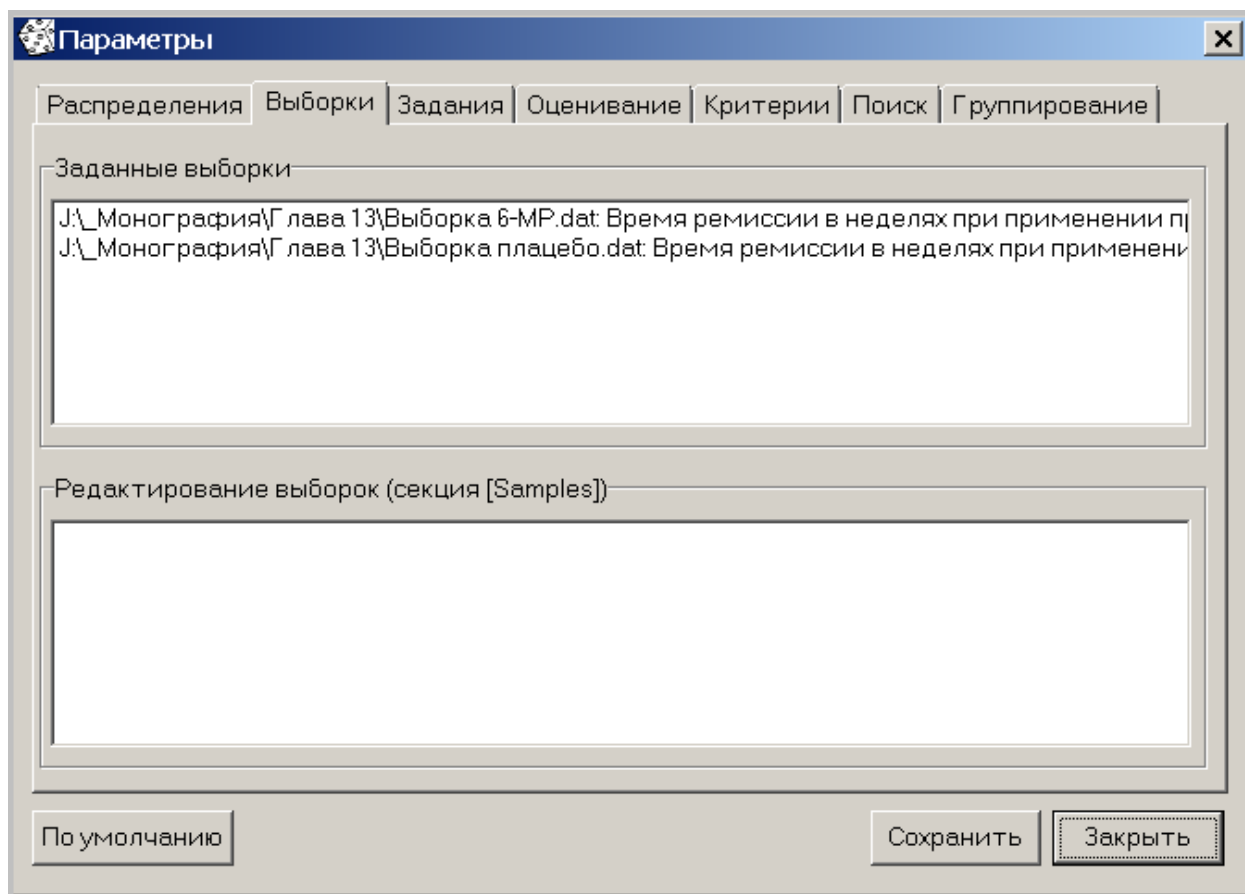 Параметры
Распределения Выборки Задания Оценивание Критерии Поиск Группирование
Заданные выборки
J:\_Монография\Глава 13\Выборка 6-MP.dat: Время ремиссии в неделях при применении
J:\_Монография\Глава 13\Выборка плацебо.dat: Время ремиссии в неделях при применени
Редактирование выборок (секция [Samples])
По умолчанию Сохранить Закрыть